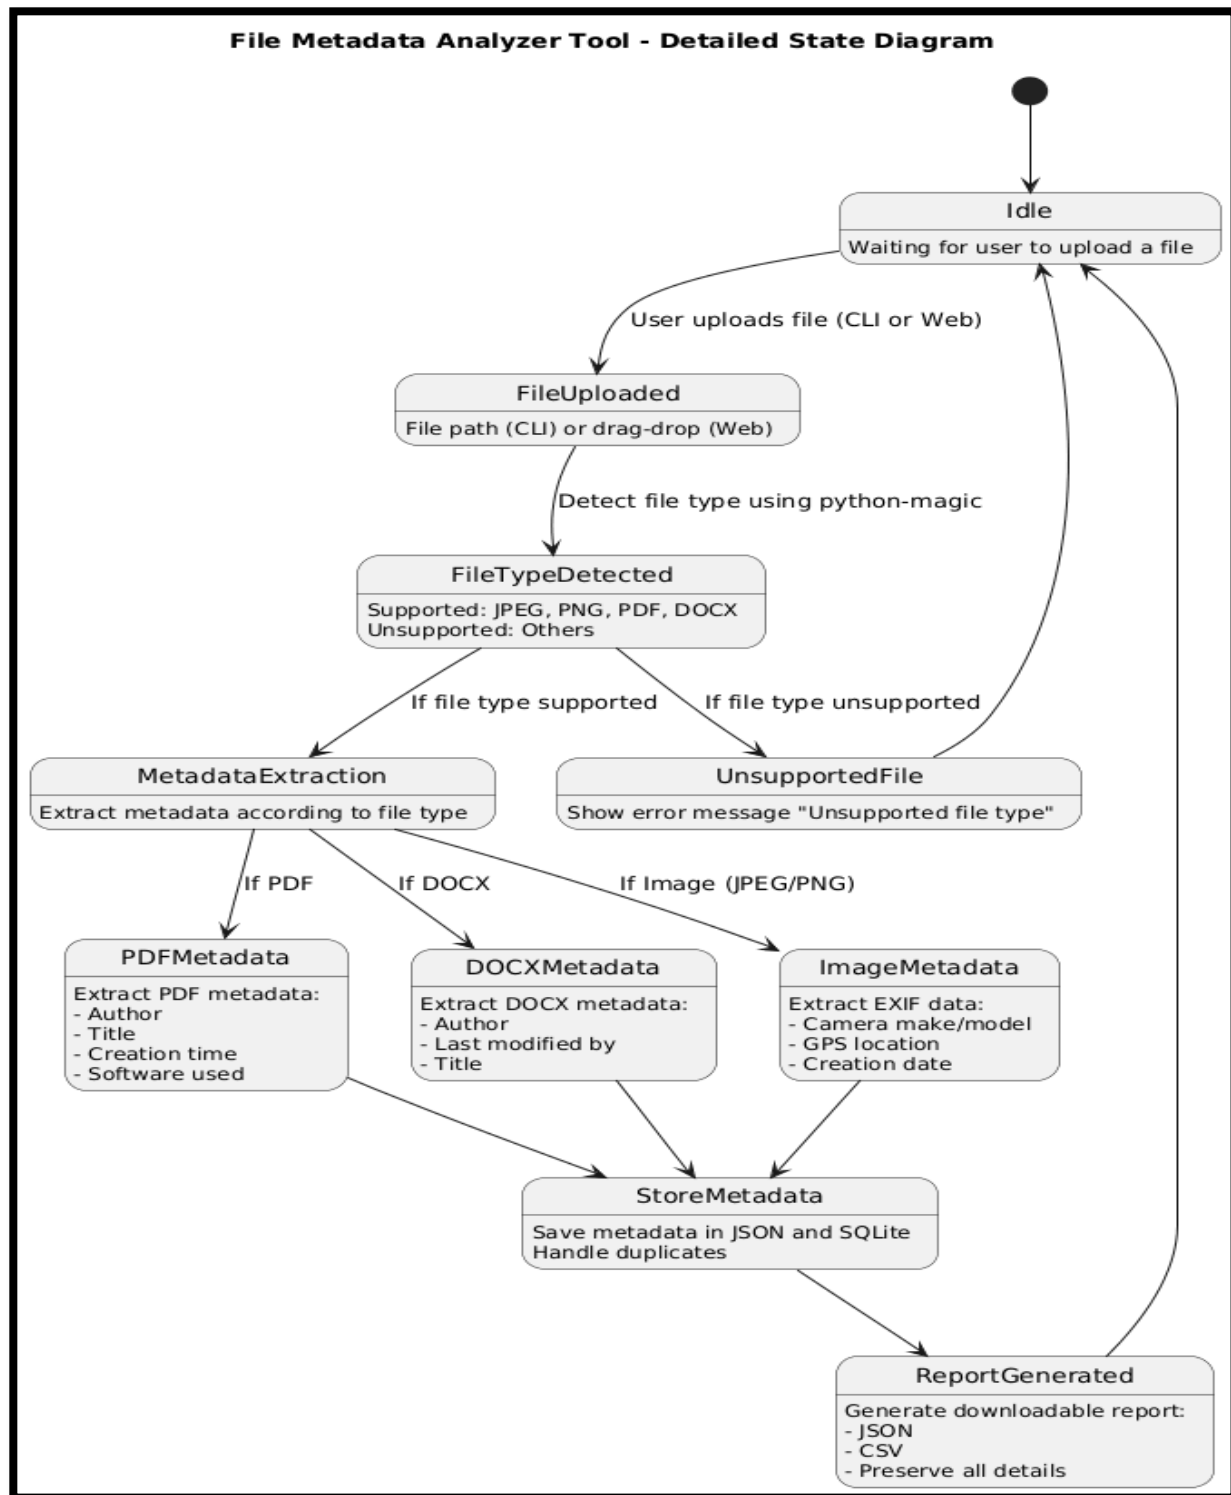 File Metadata Analyzer Tool - Detailed State Diagram
Idle
Waiting for user to upload a file
User uploads file (CLI or Web)
FileUploaded
File path (CLI) or drag-drop (Web)
Detect file type using python-magic
FileTypeDetected
Supported: JPEG, PNG, PDF, DOCX
Unsupported: Others
If file type supported
If file type unsupported
MetadataExtraction
Extract metadata according to file type
UnsupportedFile
Show error message "Unsupported file type"
If PDF
If DOCX
If Image (JPEG/PNG)
PDFMetadata
Extract PDF metadata:
- Author
- Title
- Creation time
- Software used
DOCXMetadata
Extract DOCX metadata:
- Author
- Last modified by
- Title
ImageMetadata
Extract EXIF data:
- Camera make/model
- GPS location
- Creation date
StoreMetadata
Save metadata in JSON and SQLite
Handle duplicates
ReportGenerated
Generate downloadable report:
- JSON
- CSV
- Preserve all details